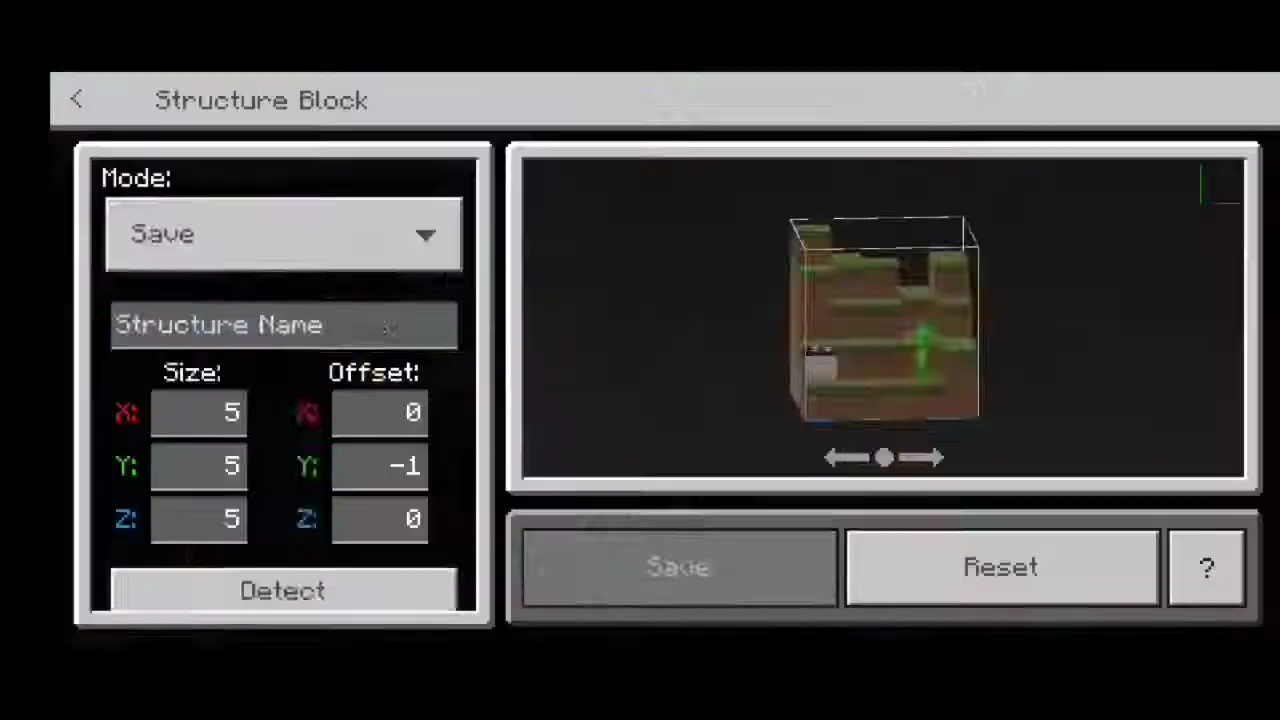 Structure Block
Mode:
Save
Structure Name
Size: Offset:
X: 5 X: 0
Y: 5 Y: -1
Z: 5 Z: 0
Detect
Save Reset ?